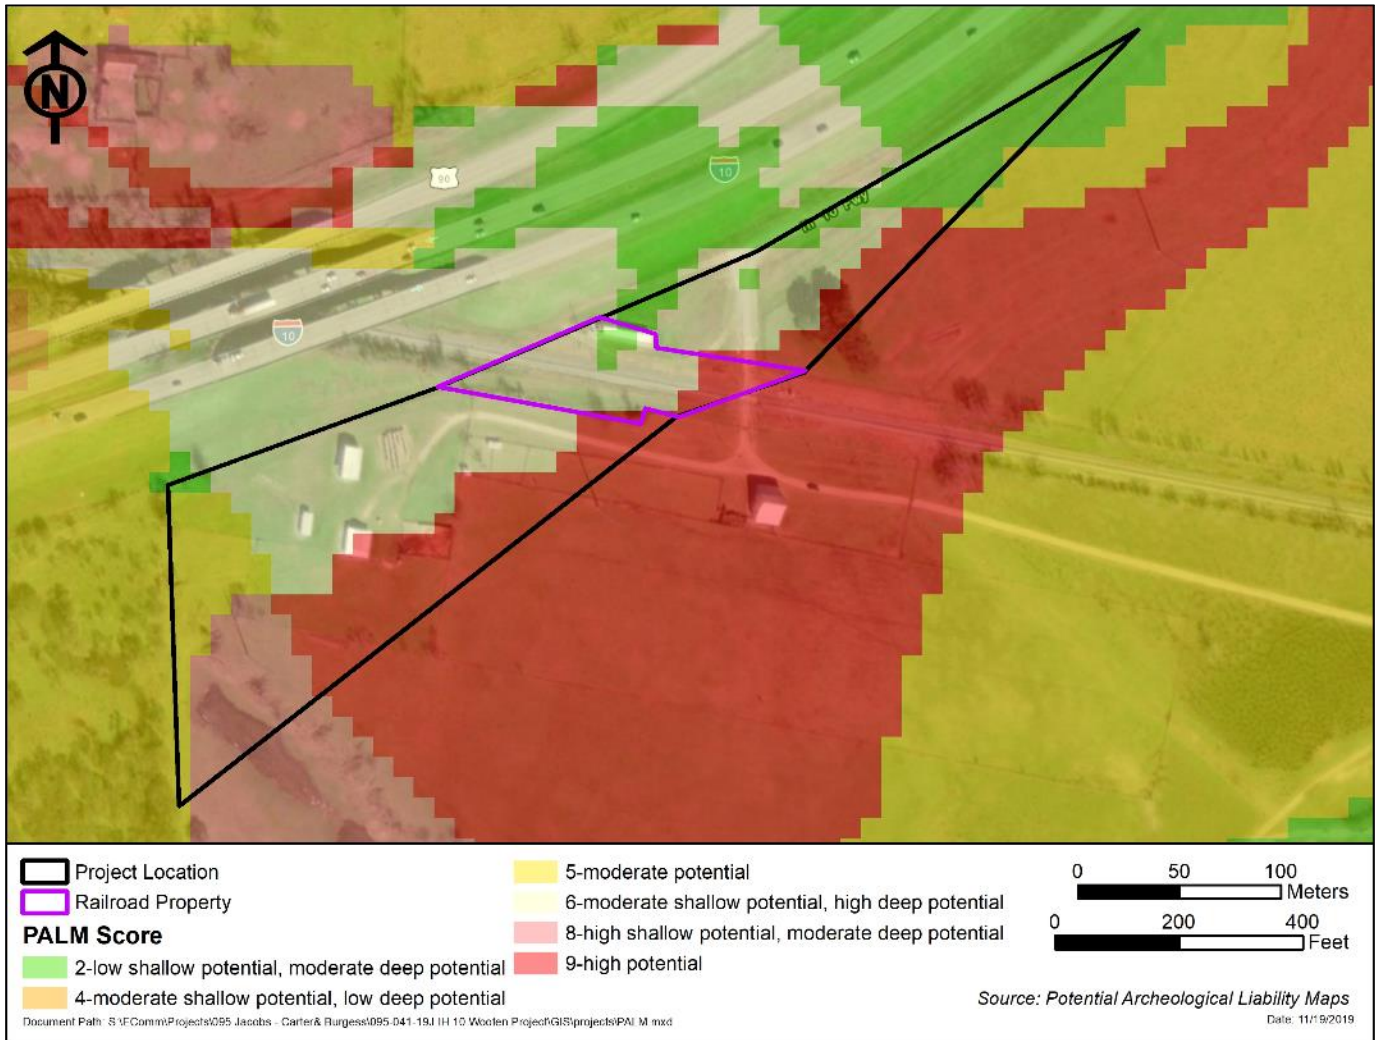 N
90
10
10
Project Location
Railroad Property
PALM Score
2-low shallow potential, moderate deep potential
4-moderate shallow potential, low deep potential
5-moderate potential
6-moderate shallow potential, high deep potential
8-high shallow potential, moderate deep potential
9-high potential
0 50 100
Meters
0 200 400
Feet
Source: Potential Archeological Liability Maps
Date: 11/19/2019